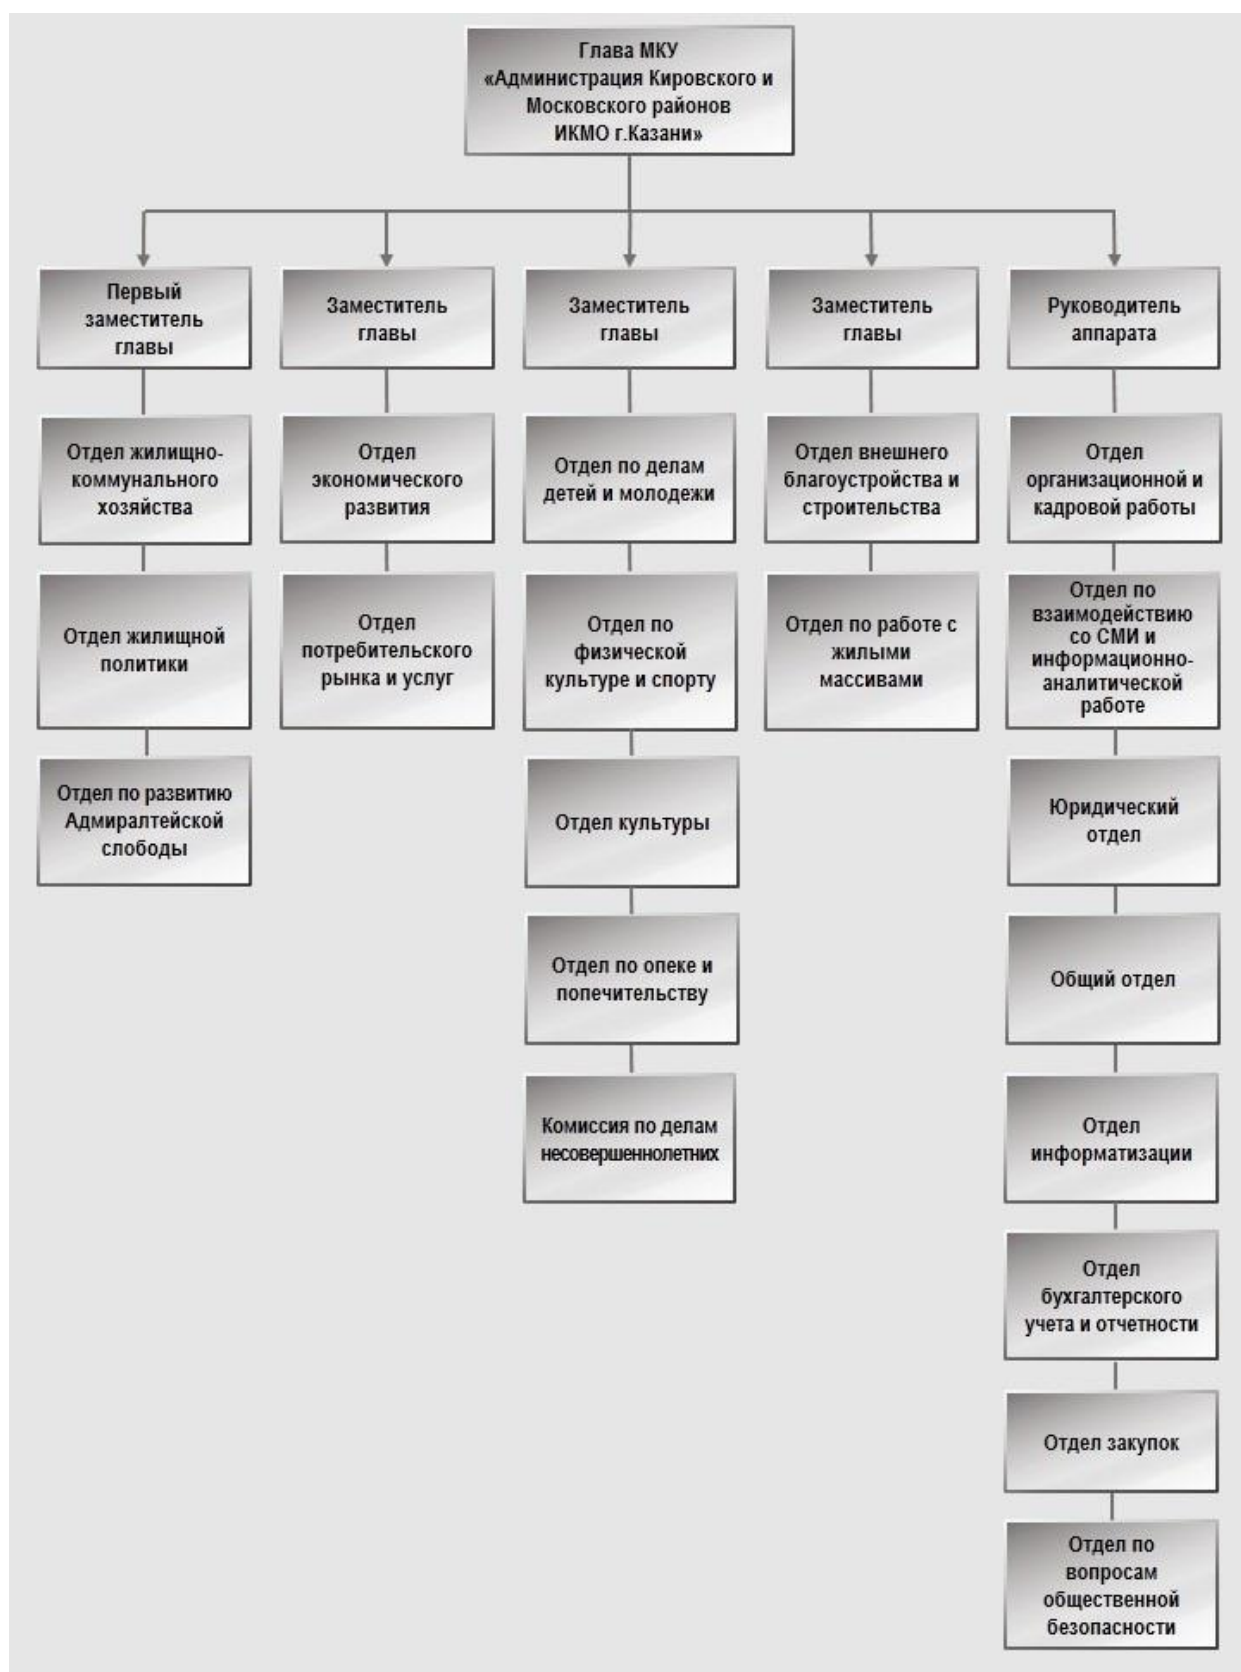 Глава МКУ
«Администрация Кировского и
Московского районов
ИКМО г.Казани»
Первый
заместитель
главы
Заместитель
главы
Заместитель
главы
Заместитель
главы
Руководитель
аппарата
Отдел жилищно-
коммунального
хозяйства
Отдел
экономического
развития
Отдел по делам
детей и молодежи
Отдел внешнего
благоустройства и
строительства
Отдел
организационной и
кадровой работы
Отдел жилищной
политики
Отдел
потребительского
рынка и услуг
Отдел по
физической
культуре и спорту
Отдел по работе с
жилыми
массивами
Отдел по
взаимодействию
со СМИ и
информационно-
аналитической
работе
Отдел по развитию
Адмиралтейской
слободы
Отдел культуры
Юридический
отдел
Отдел по опеке и
попечительству
Общий отдел
Комиссия по делам
несовершеннолетних
Отдел
информатизации
Отдел
бухгалтерского
учета и отчетности
Отдел закупок
Отдел по
вопросам
общественной
безопасности